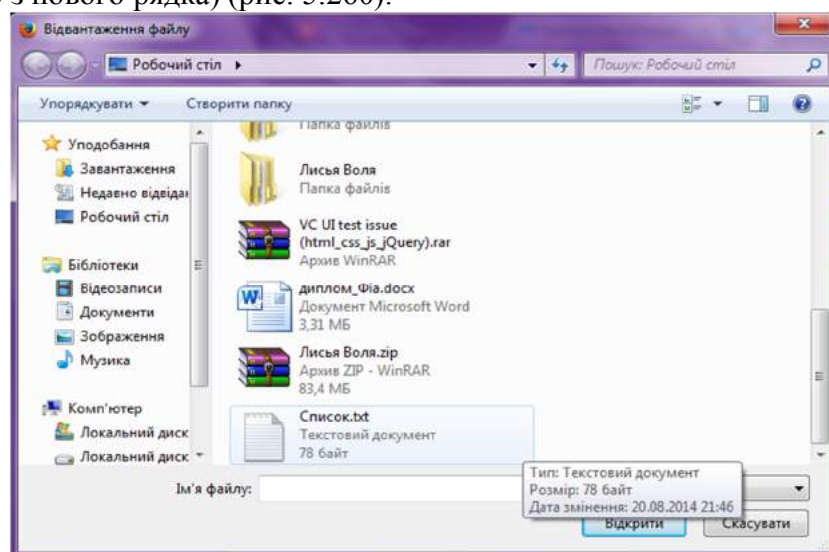 з нового рядка) (рис. 5.260).
Відвантаження файлу
Робочий стіл
Пошук: Робочий стіл
Упорядкувати
Створити папку
Уподобання
Завантаження
Недавно відвідан
Робочий стіл
Бібліотеки
Відеозаписи
Документи
Зображення
Музика
Комп'ютер
Локальний диск
Локальний диск
Папка файлів
Лисья Воля
Папка файлів
VC UI test issue
(html_css_js_jQuery).rar
Архив WinRAR
диплом_Фіа.docx
Документ Microsoft Word
3,31 МБ
Лисья Воля.zip
Архив ZIP - WinRAR
83,4 МБ
Список.txt
Текстовий документ
78 байт
Ім'я файлу:
Тип: Текстовий документ
Розмір: 78 байт
Дата змінення: 20.08.2014 21:46
Відкрити
Скасувати